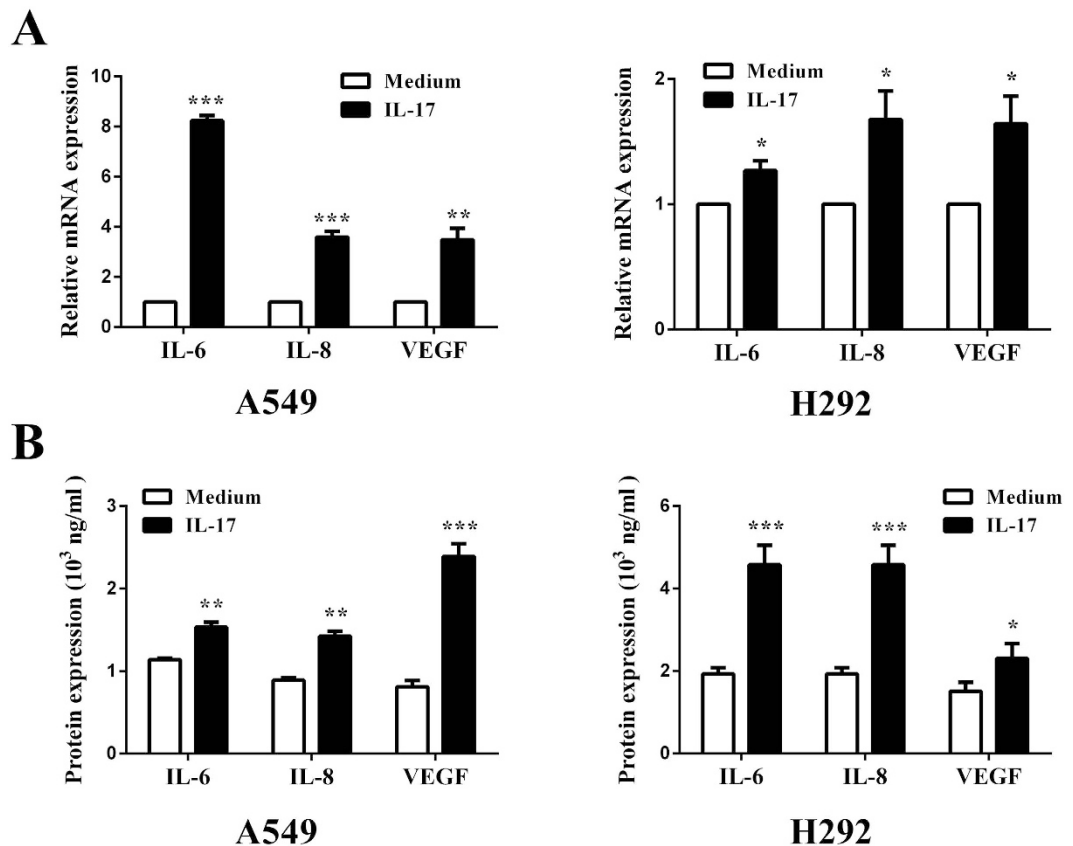 A
Relative mRNA expression
10
8
6
4
2
0
***
***
**
Medium
IL-17
IL-6 IL-8 VEGF
A549
Relative mRNA expression
2
1
0
Medium
IL-17
*
*
*
IL-6 IL-8 VEGF
H292
B
Protein expression (10³ ng/ml )
3
2
1
0
Medium
IL-17
**
**
***
IL-6 IL-8 VEGF
A549
Protein expression (10³ ng/ml )
6
4
2
0
***
***
*
Medium
IL-17
IL-6 IL-8 VEGF
H292